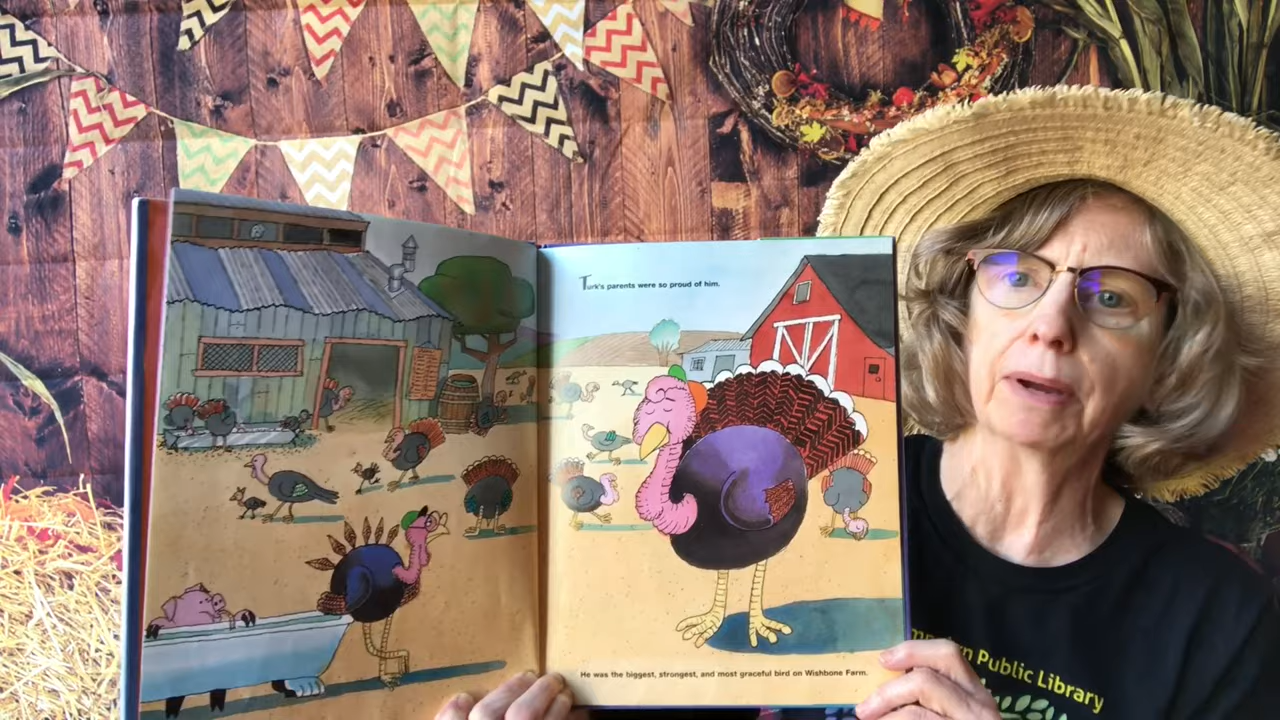 Turk's parents were so proud of him.
He was the biggest, strongest, and most graceful bird on Wishbone Farm.
Public Library